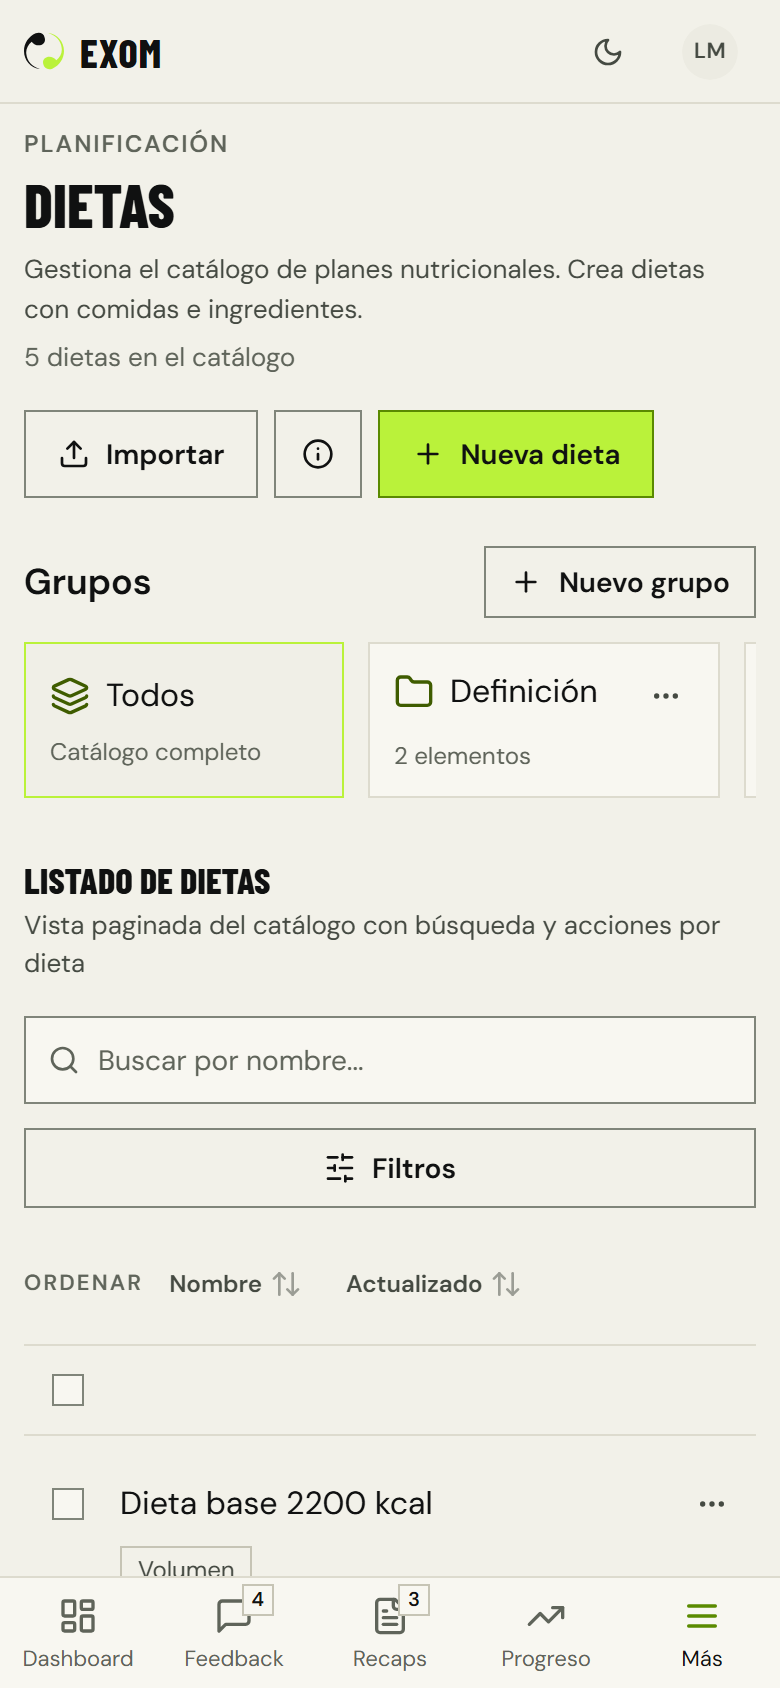 EXOM
LM
PLANIFICACIÓN
DIETAS
Gestiona el catálogo de planes nutricionales. Crea dietas
con comidas e ingredientes.
5 dietas en el catálogo
Importar
Nueva dieta
Grupos
Nuevo grupo
Todos
Catálogo completo
Definición
2 elementos
LISTADO DE DIETAS
Vista paginada del catálogo con búsqueda y acciones por
dieta
Buscar por nombre...
Filtros
ORDENAR Nombre Actualizado
Dieta base 2200 kcal
Volumen
4
3
Dashboard Feedback Recaps Progreso Más